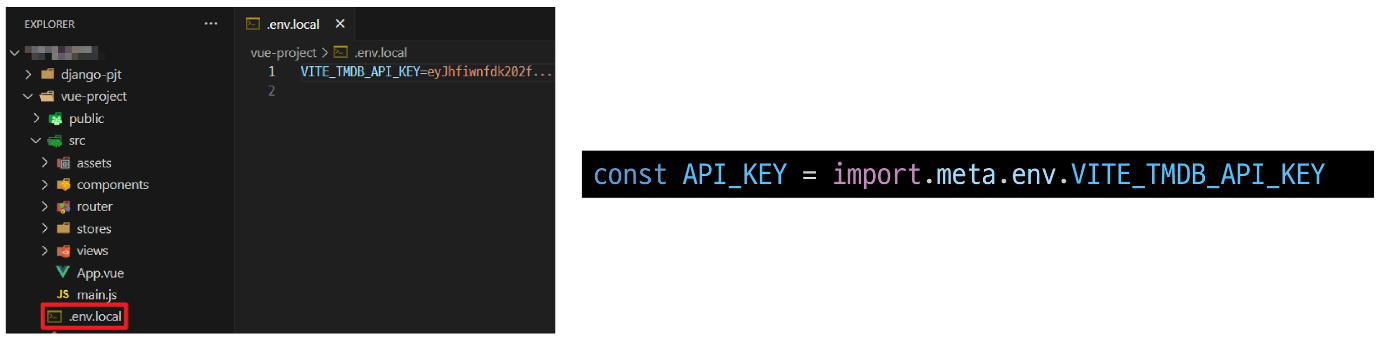 EXPLORER ...
django-pjt
vue-project
public
src
assets
components
router
stores
views
App.vue
JS main.js
.env.local
.env.local ×
vue-project > .env.local
1 VITE_TMDB_API_KEY=eyJhfiwnfdk202f...
2
const API_KEY = import.meta.env.VITE_TMDB_API_KEY